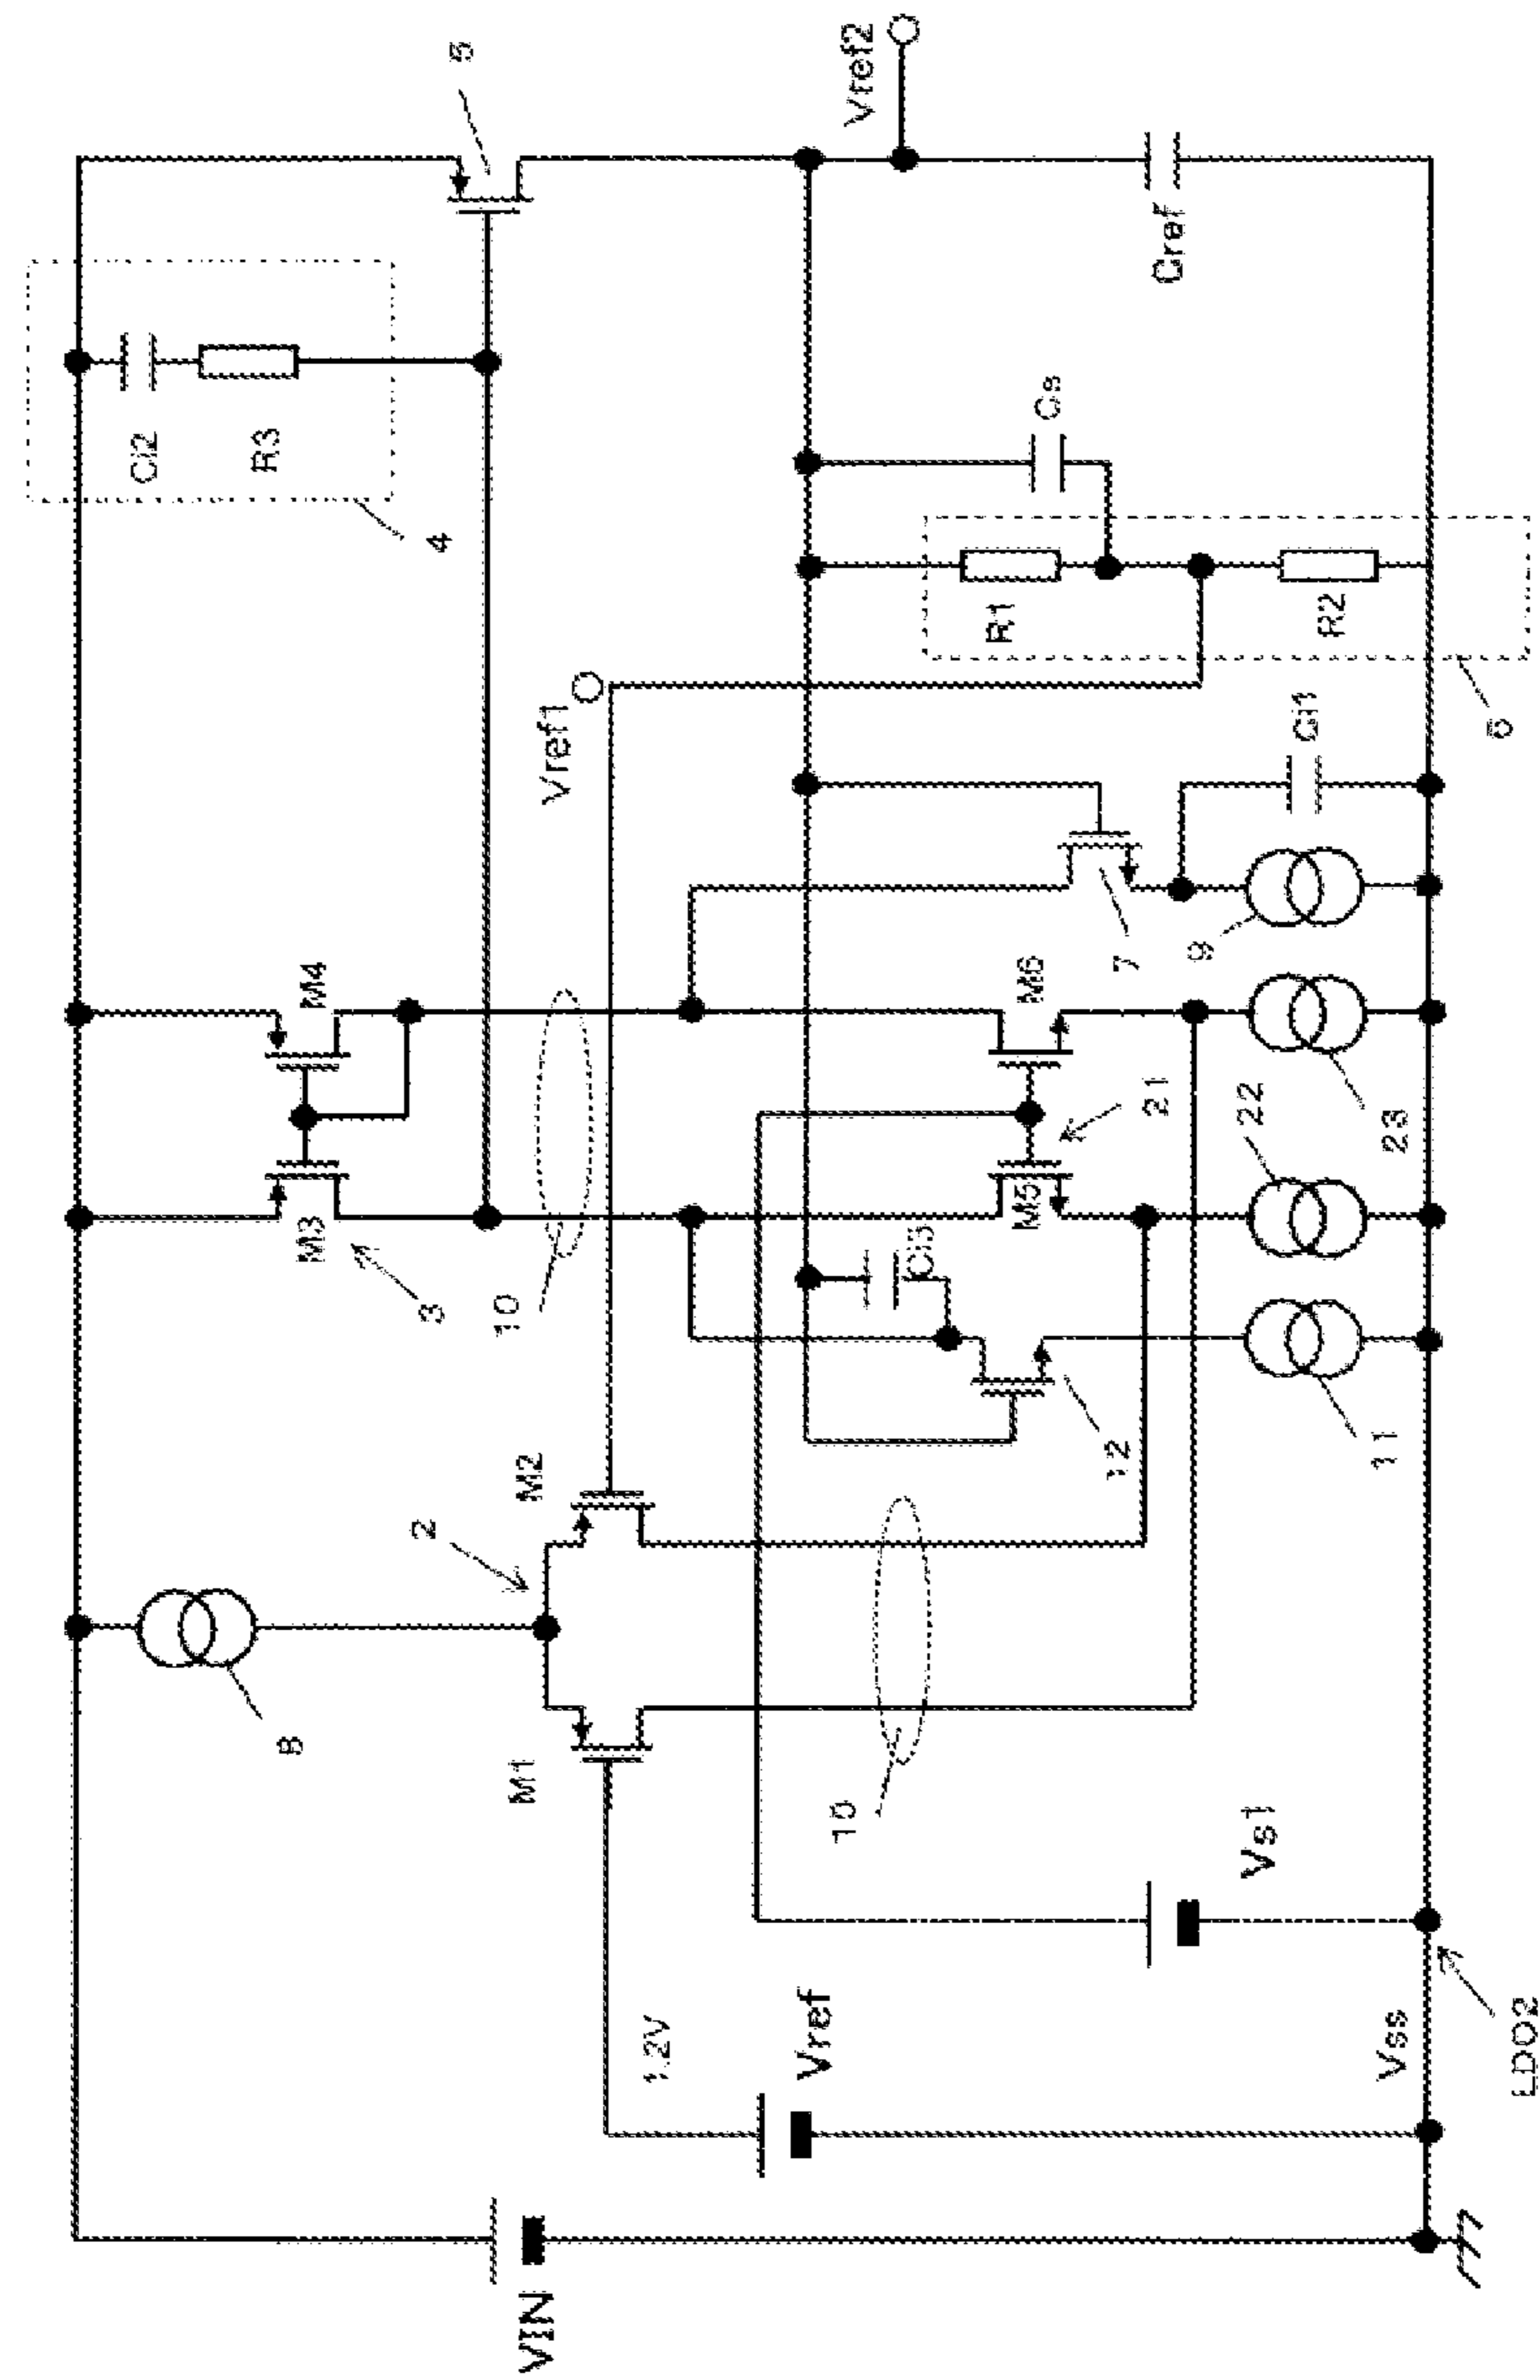 VIN
Vref
1.2V
Vss
LDO2
Vs1
8
M1
M2
2
10
10
12
11
3
M3
M4
M5
M6
21
22
23
Ci3
7
9
Ci1
Vref1
6
R1
R2
Cs
4
Ci2
R3
5
Cref
Vref2